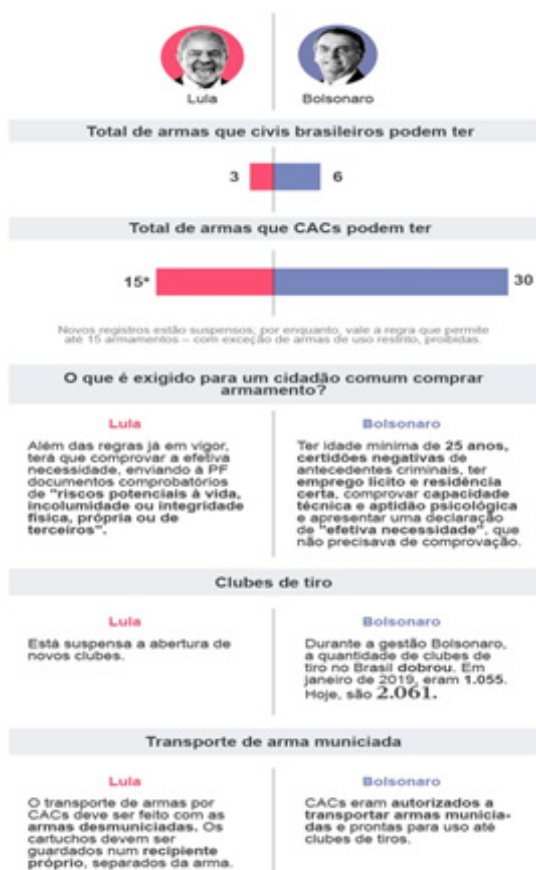 Lula
Bolsonaro
Total de armas que civis brasileiros podem ter
3
6
Total de armas que CACs podem ter
15*
30
Novos registros estão suspensos; por enquanto, vale a regra que permite
até 15 armamentos – com exceção de armas de uso restrito, proibidas.
O que é exigido para um cidadão comum comprar
armamento?
Lula
Além das regras já em vigor,
terá que comprovar a efetiva
necessidade, enviando à PF
documentos comprobatórios
de "riscos potenciais à vida,
incolumidade ou integridade
física, própria ou de
terceiros".
Bolsonaro
Ter idade mínima de 25 anos,
certidões negativas de
antecedentes criminais, ter
emprego lícito e residência
certa, comprovar capacidade
técnica e aptidão psicológica
e apresentar uma declaração
de "efetiva necessidade", que
não precisava de comprovação.
Clubes de tiro
Lula
Está suspensa a abertura de
novos clubes.
Bolsonaro
Durante a gestão Bolsonaro,
a quantidade de clubes de
tiro no Brasil dobrou. Em
janeiro de 2019, eram 1.055.
Hoje, são 2.061.
Transporte de arma municiada
Lula
O transporte de armas por
CACs deve ser feito com as
armas desmuniciadas. Os
cartuchos devem ser
guardados num recipiente
próprio, separados da arma.
Bolsonaro
CACs eram autorizados a
transportar armas municia-
das e prontas para uso até
clubes de tiros.